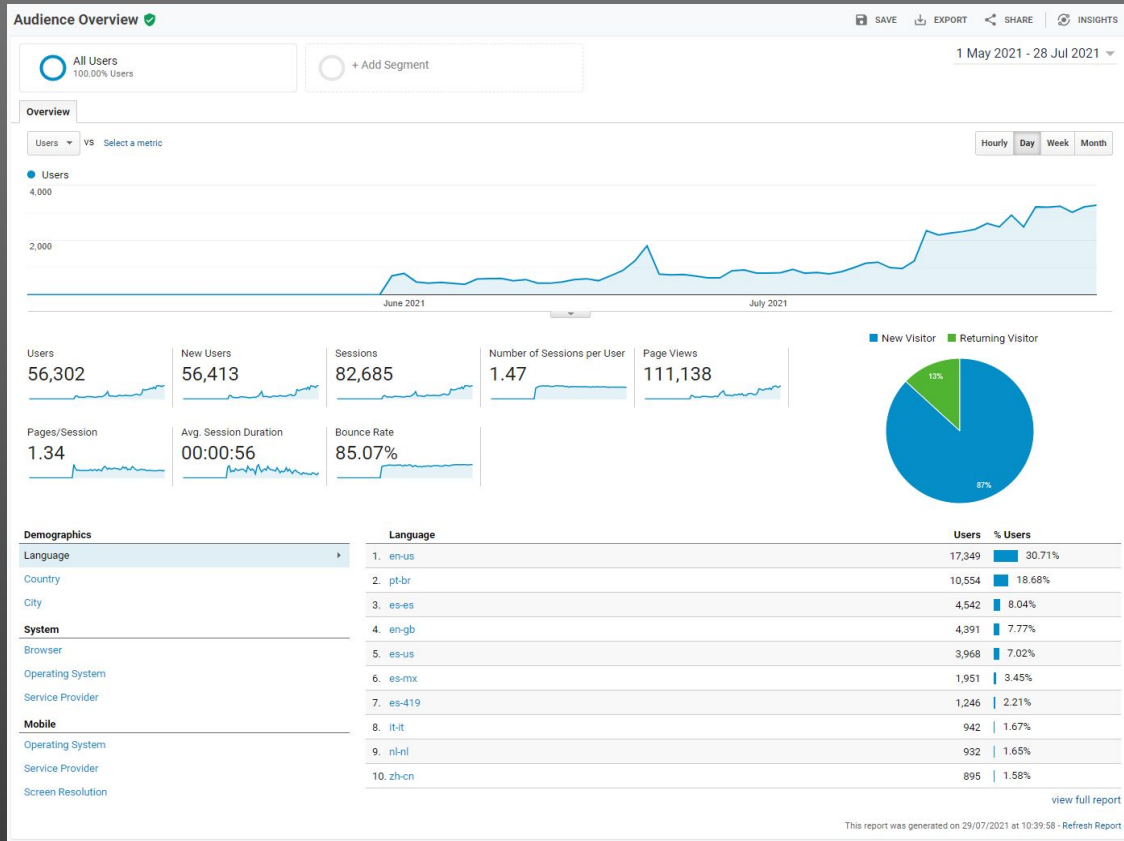 Audience Overview
SAVE EXPORT SHARE INSIGHTS
All Users
100.00% Users
+ Add Segment
1 May 2021 - 28 Jul 2021
Overview
Users VS Select a metric
Hourly Day Week Month
Users
4,000
2,000
June 2021 July 2021
New Visitor Returning Visitor
Users
56,302
New Users
56,413
Sessions
82,685
Number of Sessions per User
1.47
Page Views
111,138
Pages/Session
1.34
Avg. Session Duration
00:00:56
Bounce Rate
85.07%
13%
87%
Demographics
Language
Country
City
System
Browser
Operating System
Service Provider
Mobile
Operating System
Service Provider
Screen Resolution
Language Users % Users
1. en-us 17,349 30.71%
2. pt-br 10,554 18.68%
3. es-es 4,542 8.04%
4. en-gb 4,391 7.77%
5. es-us 3,968 7.02%
6. es-mx 1,951 3.45%
7. es-419 1,246 2.21%
8. it-it 942 1.67%
9. nl-nl 932 1.65%
10. zh-cn 895 1.58%
view full report
This report was generated on 29/07/2021 at 10:39:58 - Refresh Report